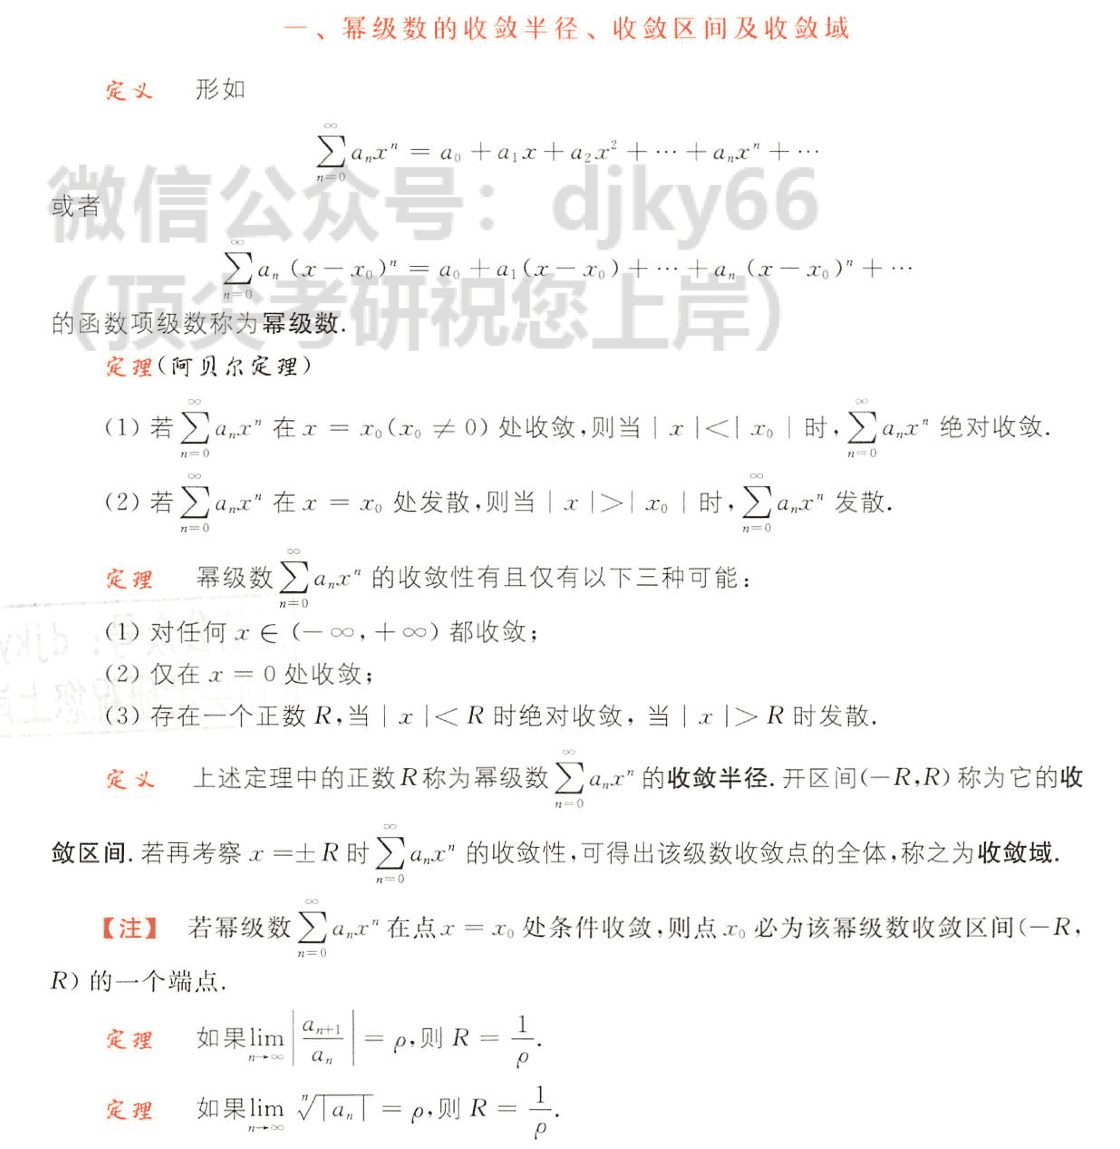 一、幂级数的收敛半径、收敛区间及收敛域
定义 形如
$\sum_{n=0}^{\infty} a_n x^n = a_0 + a_1 x + a_2 x^2 + \cdots + a_n x^n + \cdots$
微信公众号：djky66
或者
$\sum_{n=0}^{\infty} a_n (x - x_0)^n = a_0 + a_1 (x - x_0) + \cdots + a_n (x - x_0)^n + \cdots$
（顶尖考研祝您上岸）
的函数项级数称为幂级数.
定理(阿贝尔定理)
(1) 若 $\sum_{n=0}^{\infty} a_n x^n$ 在 $x = x_0 (x_0 \neq 0)$ 处收敛,则当 $|x| < |x_0|$ 时, $\sum_{n=0}^{\infty} a_n x^n$ 绝对收敛.
(2) 若 $\sum_{n=0}^{\infty} a_n x^n$ 在 $x = x_0$ 处发散,则当 $|x| > |x_0|$ 时, $\sum_{n=0}^{\infty} a_n x^n$ 发散.
定理 幂级数 $\sum_{n=0}^{\infty} a_n x^n$ 的收敛性有且仅有以下三种可能:
(1) 对任何 $x \in (-\infty, +\infty)$ 都收敛;
(2) 仅在 $x = 0$ 处收敛;
(3) 存在一个正数 $R$,当 $|x| < R$ 时绝对收敛, 当 $|x| > R$ 时发散.
定义 上述定理中的正数 $R$ 称为幂级数 $\sum_{n=0}^{\infty} a_n x^n$ 的收敛半径. 开区间 $(-R,R)$ 称为它的收
敛区间. 若再考察 $x = \pm R$ 时 $\sum_{n=0}^{\infty} a_n x^n$ 的收敛性,可得出该级数收敛点的全体,称之为收敛域.
【注】 若幂级数 $\sum_{n=0}^{\infty} a_n x^n$ 在点 $x = x_0$ 处条件收敛,则点 $x_0$ 必为该幂级数收敛区间 $(-R,$
$R)$ 的一个端点.
定理 如果 $\lim_{n \to \infty} \left| \frac{a_{n+1}}{a_n} \right| = \rho$,则 $R = \frac{1}{\rho}$.
定理 如果 $\lim_{n \to \infty} \sqrt[n]{|a_n|} = \rho$,则 $R = \frac{1}{\rho}$.